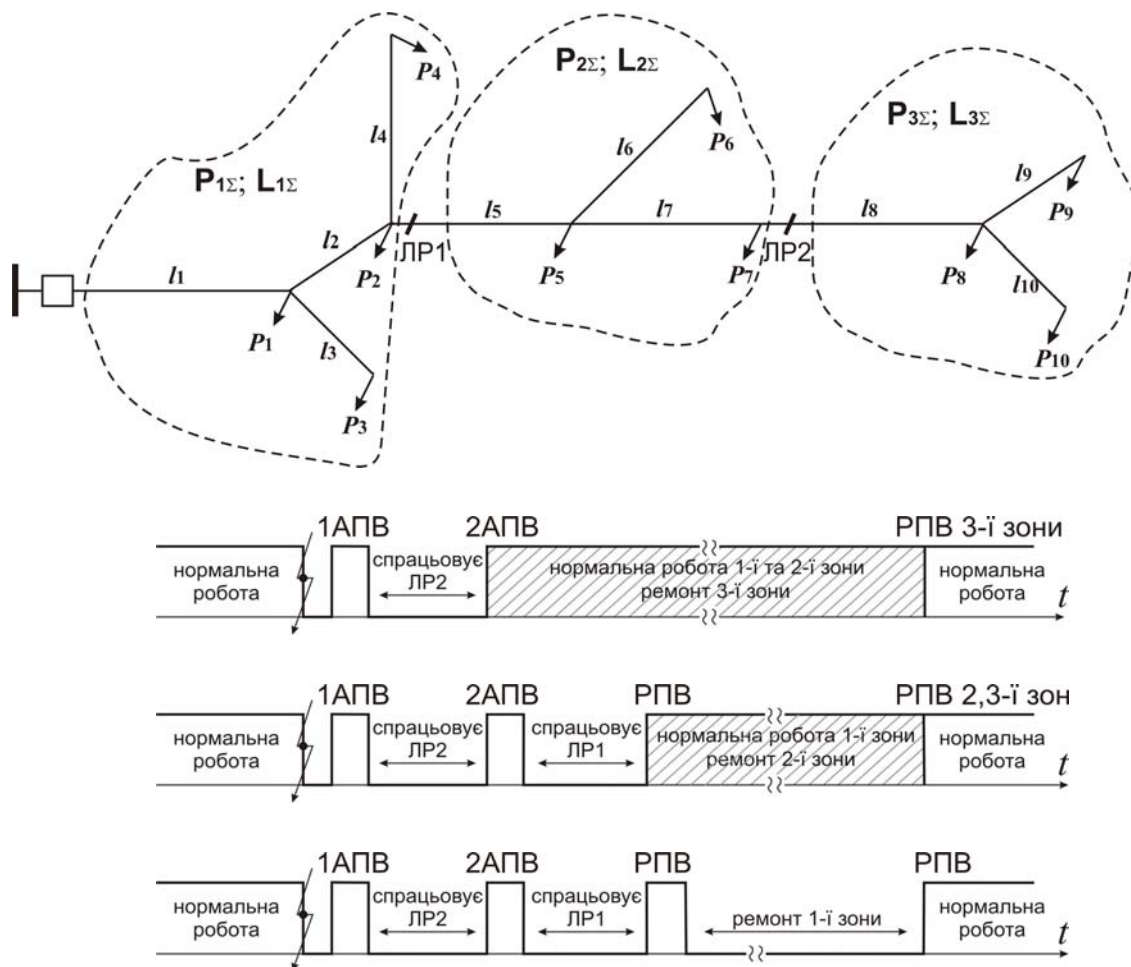 P4
P2Σ; L2Σ
P3Σ; L3Σ
l4
l6
P6
l9
P1Σ; L1Σ
P9
l5
l7
l8
l2
P2
ЛР1
P5
P7
ЛР2
P8
l10
l1
P1
l3
P10
P3
1АПВ
2АПВ
РПВ 3-ї зони
нормальна робота
спрацьовує ЛР2
нормальна робота 1-ї та 2-ї зони
ремонт 3-ї зони
нормальна робота
t
1АПВ
2АПВ
РПВ
РПВ 2,3-ї зон
нормальна робота
спрацьовує ЛР2
спрацьовує ЛР1
нормальна робота 1-ї зони
ремонт 2-ї зони
нормальна робота
t
1АПВ
2АПВ
РПВ
РПВ
нормальна робота
спрацьовує ЛР2
спрацьовує ЛР1
ремонт 1-ї зони
нормальна робота
t